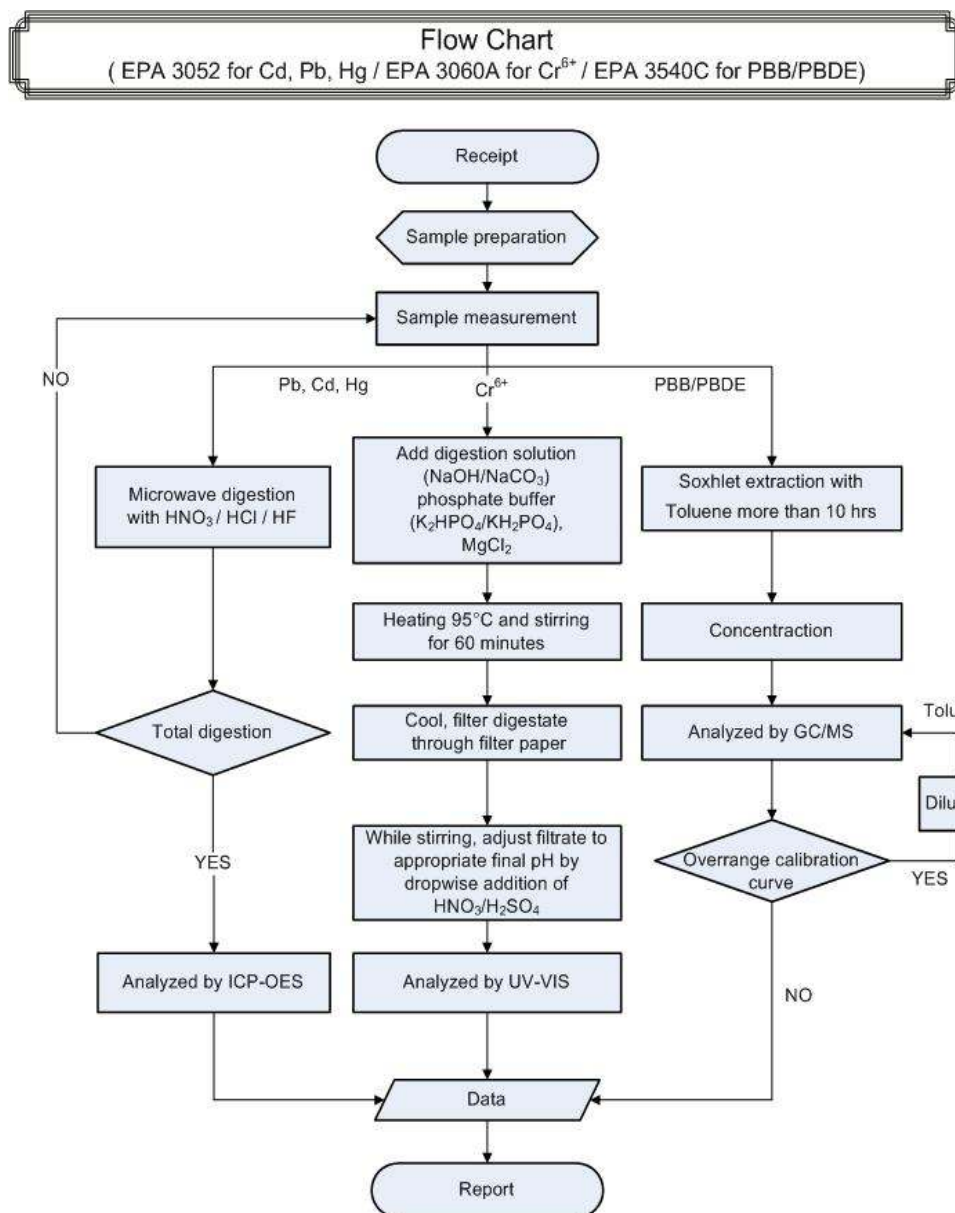 Flow Chart
( EPA 3052 for Cd, Pb, Hg / EPA 3060A for Cr⁶⁺ / EPA 3540C for PBB/PBDE)
Receipt
Sample preparation
Sample measurement
NO
Pb, Cd, Hg
Cr⁶⁺
PBB/PBDE
Microwave digestion
with HNO₃ / HCl / HF
Add digestion solution
(NaOH/NaCO₃)
phosphate buffer
(K₂HPO₄/KH₂PO₄),
MgCl₂
Soxhlet extraction with
Toluene more than 10 hrs
Heating 95°C and stirring
for 60 minutes
Concentraction
Total digestion
Cool, filter digestate
through filter paper
Analyzed by GC/MS
YES
While stirring, adjust filtrate to
appropriate final pH by
dropwise addition of
HNO₃/H₂SO₄
Overrange calibration
curve
YES
Analyzed by ICP-OES
Analyzed by UV-VIS
NO
Data
Report